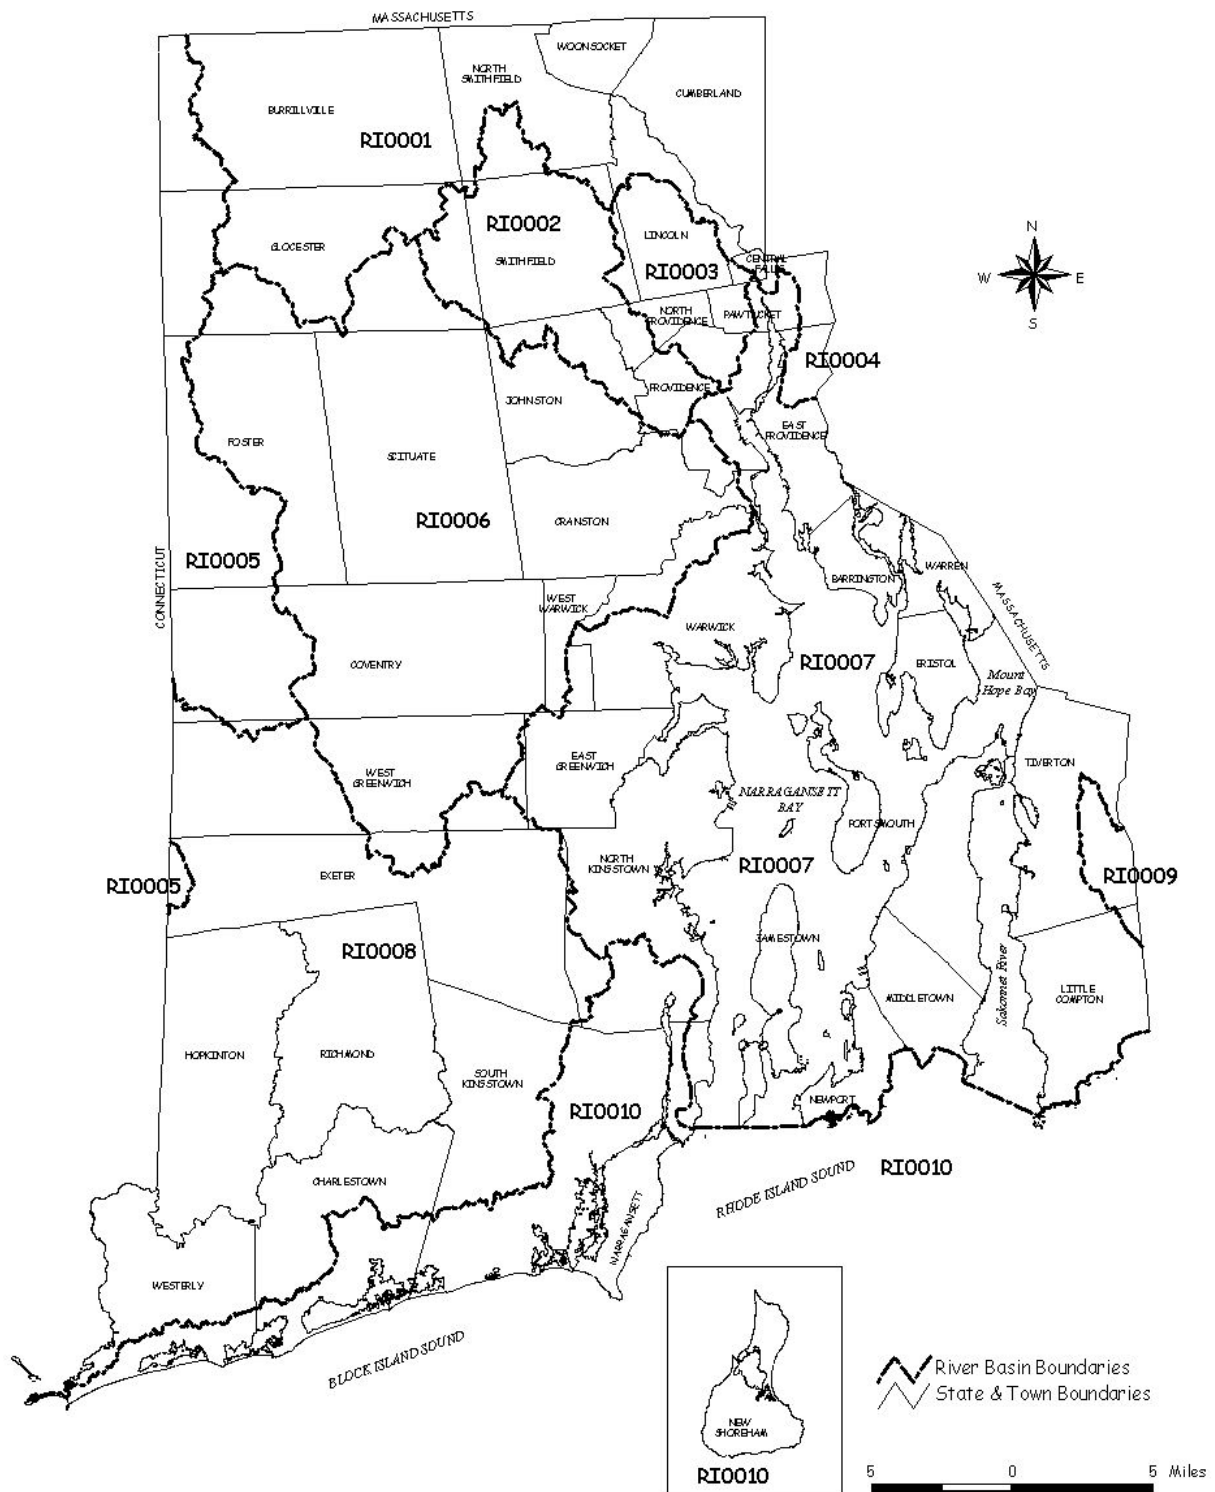 MASSACHUSETTS
WOONSOCKET
NORTH
SMITHFIELD
CUMBERLAND
BURRILLVILLE
RI0001
RI0002
GLOCESTER
SMITHFIELD
LINCOLN
RI0003
CENTRAL
FALLS
N
W
E
S
NORTH
PROVIDENCE
PAWTUCKET
RI0004
PROVIDENCE
JOHNSTON
EAST
PROVIDENCE
FOSTER
SCITUATE
RI0006
CRANSTON
RI0005
CONNECTICUT
BARRINGTON
WARREN
MASSACHUSETTS
WEST
WARWICK
WARWICK
COVENTRY
RI0007
BRISTOL
Mount
Hope Bay
WEST
GREENWICH
EAST
GREENWICH
TIVERTON
NARRAGANSETT
BAY
PORTSMOUTH
NORTH
KINGSTOWN
RI0007
RI0009
RI0005
EXETER
RI0008
JAMESTOWN
MIDDLETOWN
Sakonnet River
LITTLE
COMPTON
HOPKINTON
RICHMOND
SOUTH
KINGSTOWN
RI0010
NEWPORT
RHODE ISLAND SOUND
RI0010
CHARLESTOWN
NARRAGANSETT
WESTERLY
BLOCK ISLAND SOUND
NEW
SHOREHAM
RI0010
River Basin Boundaries
State & Town Boundaries
5 0 5 Miles